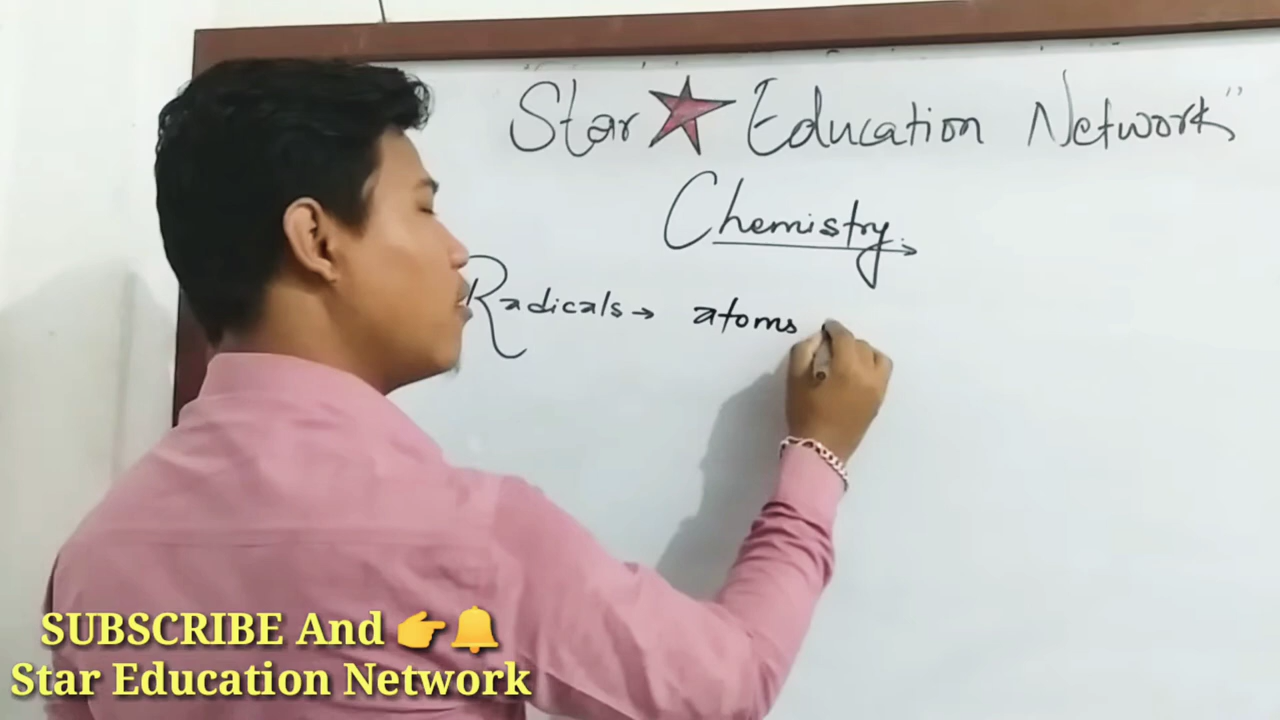 Star Education Network"
Chemistry
Radicals → atoms
SUBSCRIBE And 👉🔔
Star Education Network